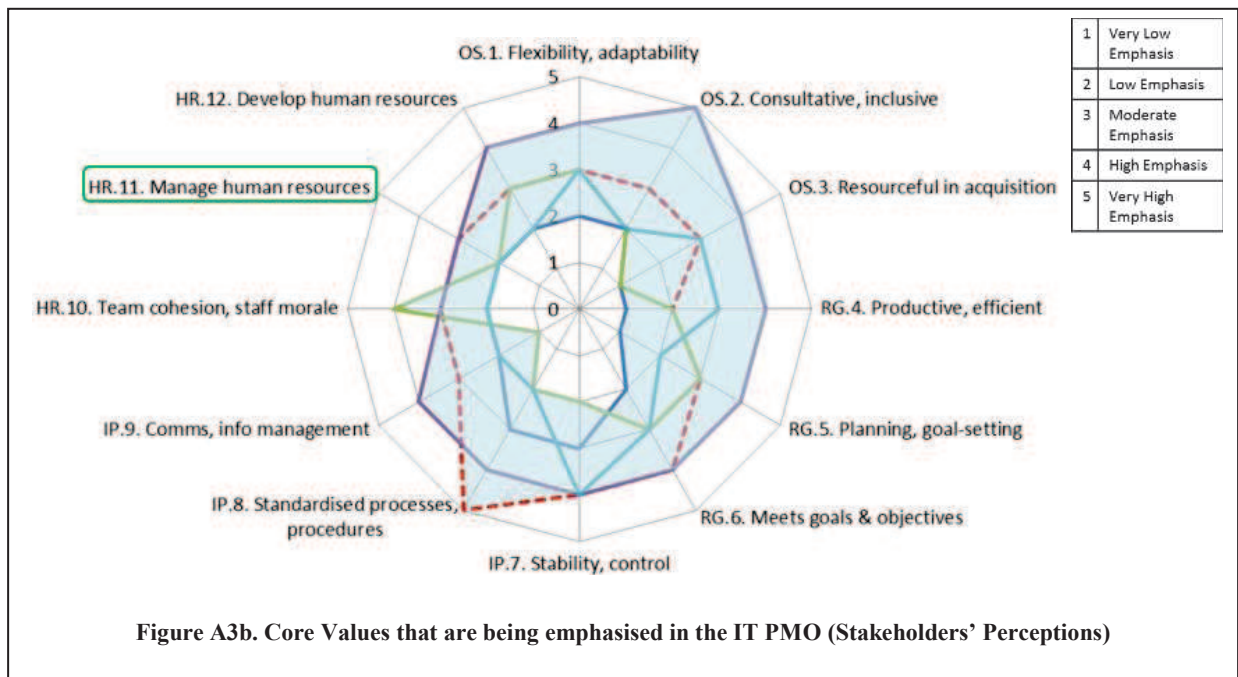 OS.1. Flexibility, adaptability
OS.2. Consultative, inclusive
OS.3. Resourceful in acquisition
RG.4. Productive, efficient
RG.5. Planning, goal-setting
RG.6. Meets goals & objectives
IP.7. Stability, control
IP.8. Standardised processes,
procedures
IP.9. Comms, info management
HR.10. Team cohesion, staff morale
HR.11. Manage human resources
HR.12. Develop human resources
5
4
3
2
1
0
1 Very Low
Emphasis
2 Low Emphasis
3 Moderate
Emphasis
4 High Emphasis
5 Very High
Emphasis
Figure A3b. Core Values that are being emphasised in the IT PMO (Stakeholders’ Perceptions)